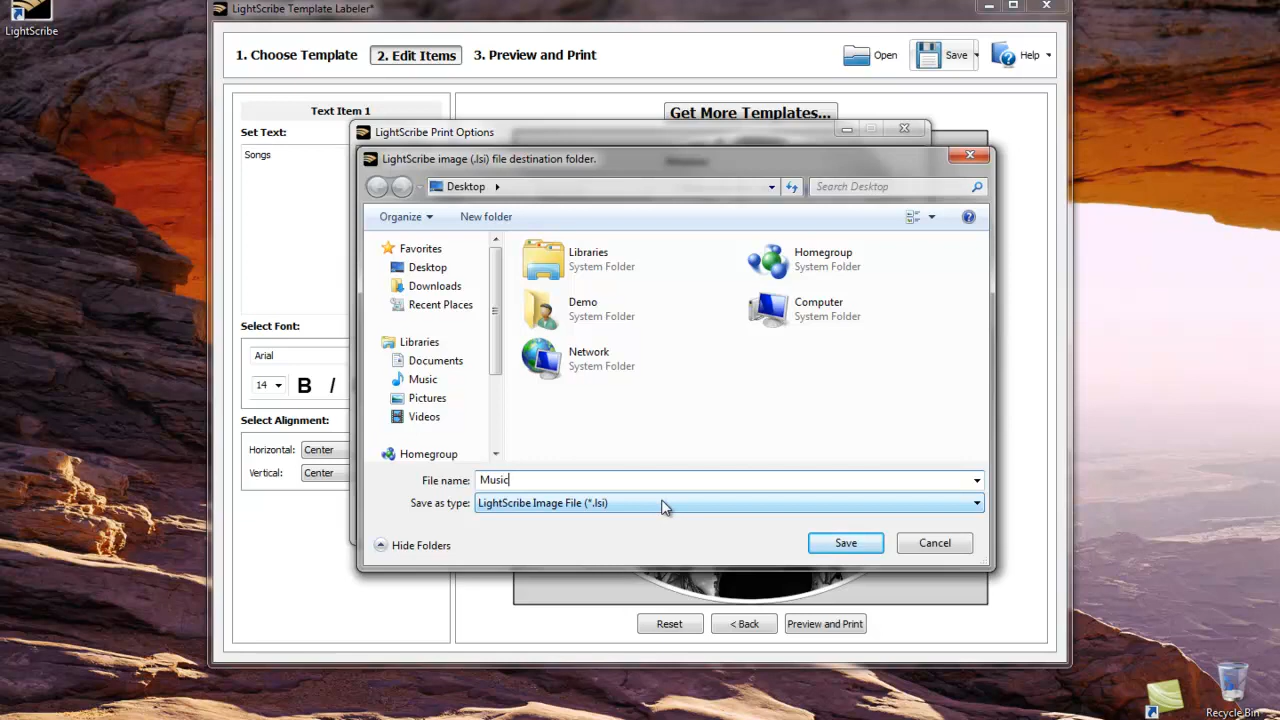 LightScribe
LightScribe Template Labeler*
1. Choose Template
2. Edit Items
3. Preview and Print
Open
Save
Help
Text Item 1
Get More Templates...
Set Text:
Songs
Select Font:
Arial
14
B
I
Select Alignment:
Horizontal:
Center
Vertical:
Center
LightScribe Print Options
LightScribe image (.lsi) file destination folder.
Desktop
Search Desktop
Organize
New folder
Favorites
Desktop
Downloads
Recent Places
Libraries
Documents
Music
Pictures
Videos
Homegroup
Libraries
System Folder
Homegroup
System Folder
Demo
System Folder
Computer
System Folder
Network
System Folder
File name:
Music
Save as type:
LightScribe Image File (*.lsi)
Hide Folders
Save
Cancel
Reset
< Back
Preview and Print
Recycle Bin